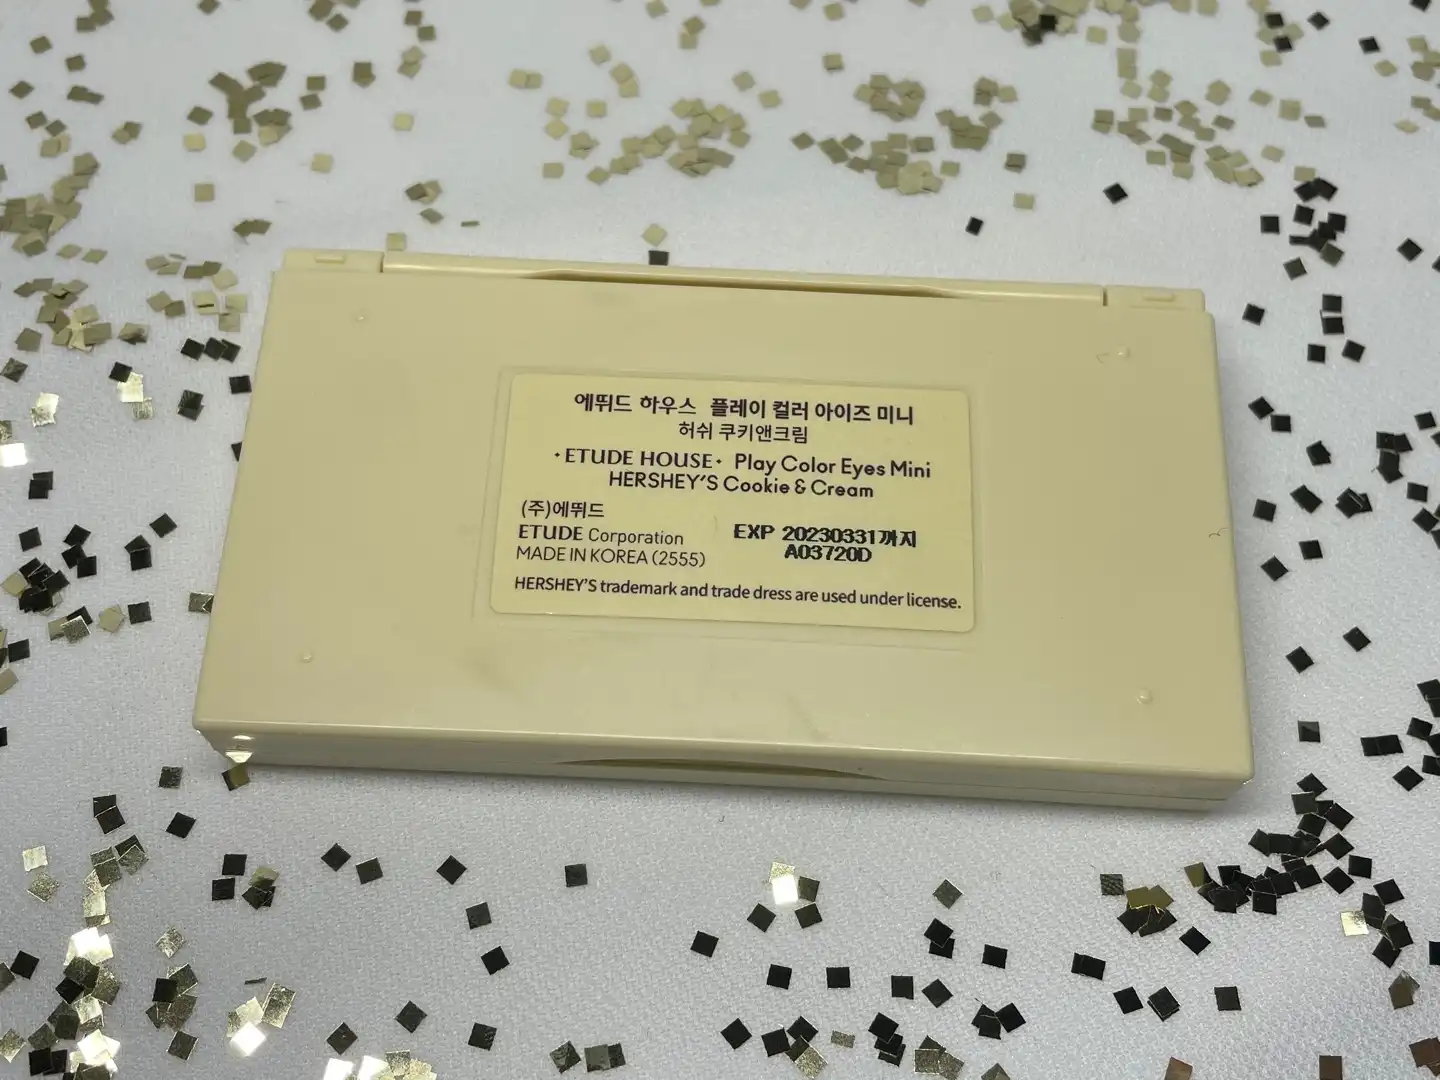 에뛰드 하우스 플레이 컬러 아이즈 미니
허쉬 쿠키앤크림
·ETUDE HOUSE· Play Color Eyes Mini
HERSHEY'S Cookie & Cream
(주)에뛰드
ETUDE Corporation
MADE IN KOREA (2555)
EXP 20230331까지
A03720D
HERSHEY'S trademark and trade dress are used under license.